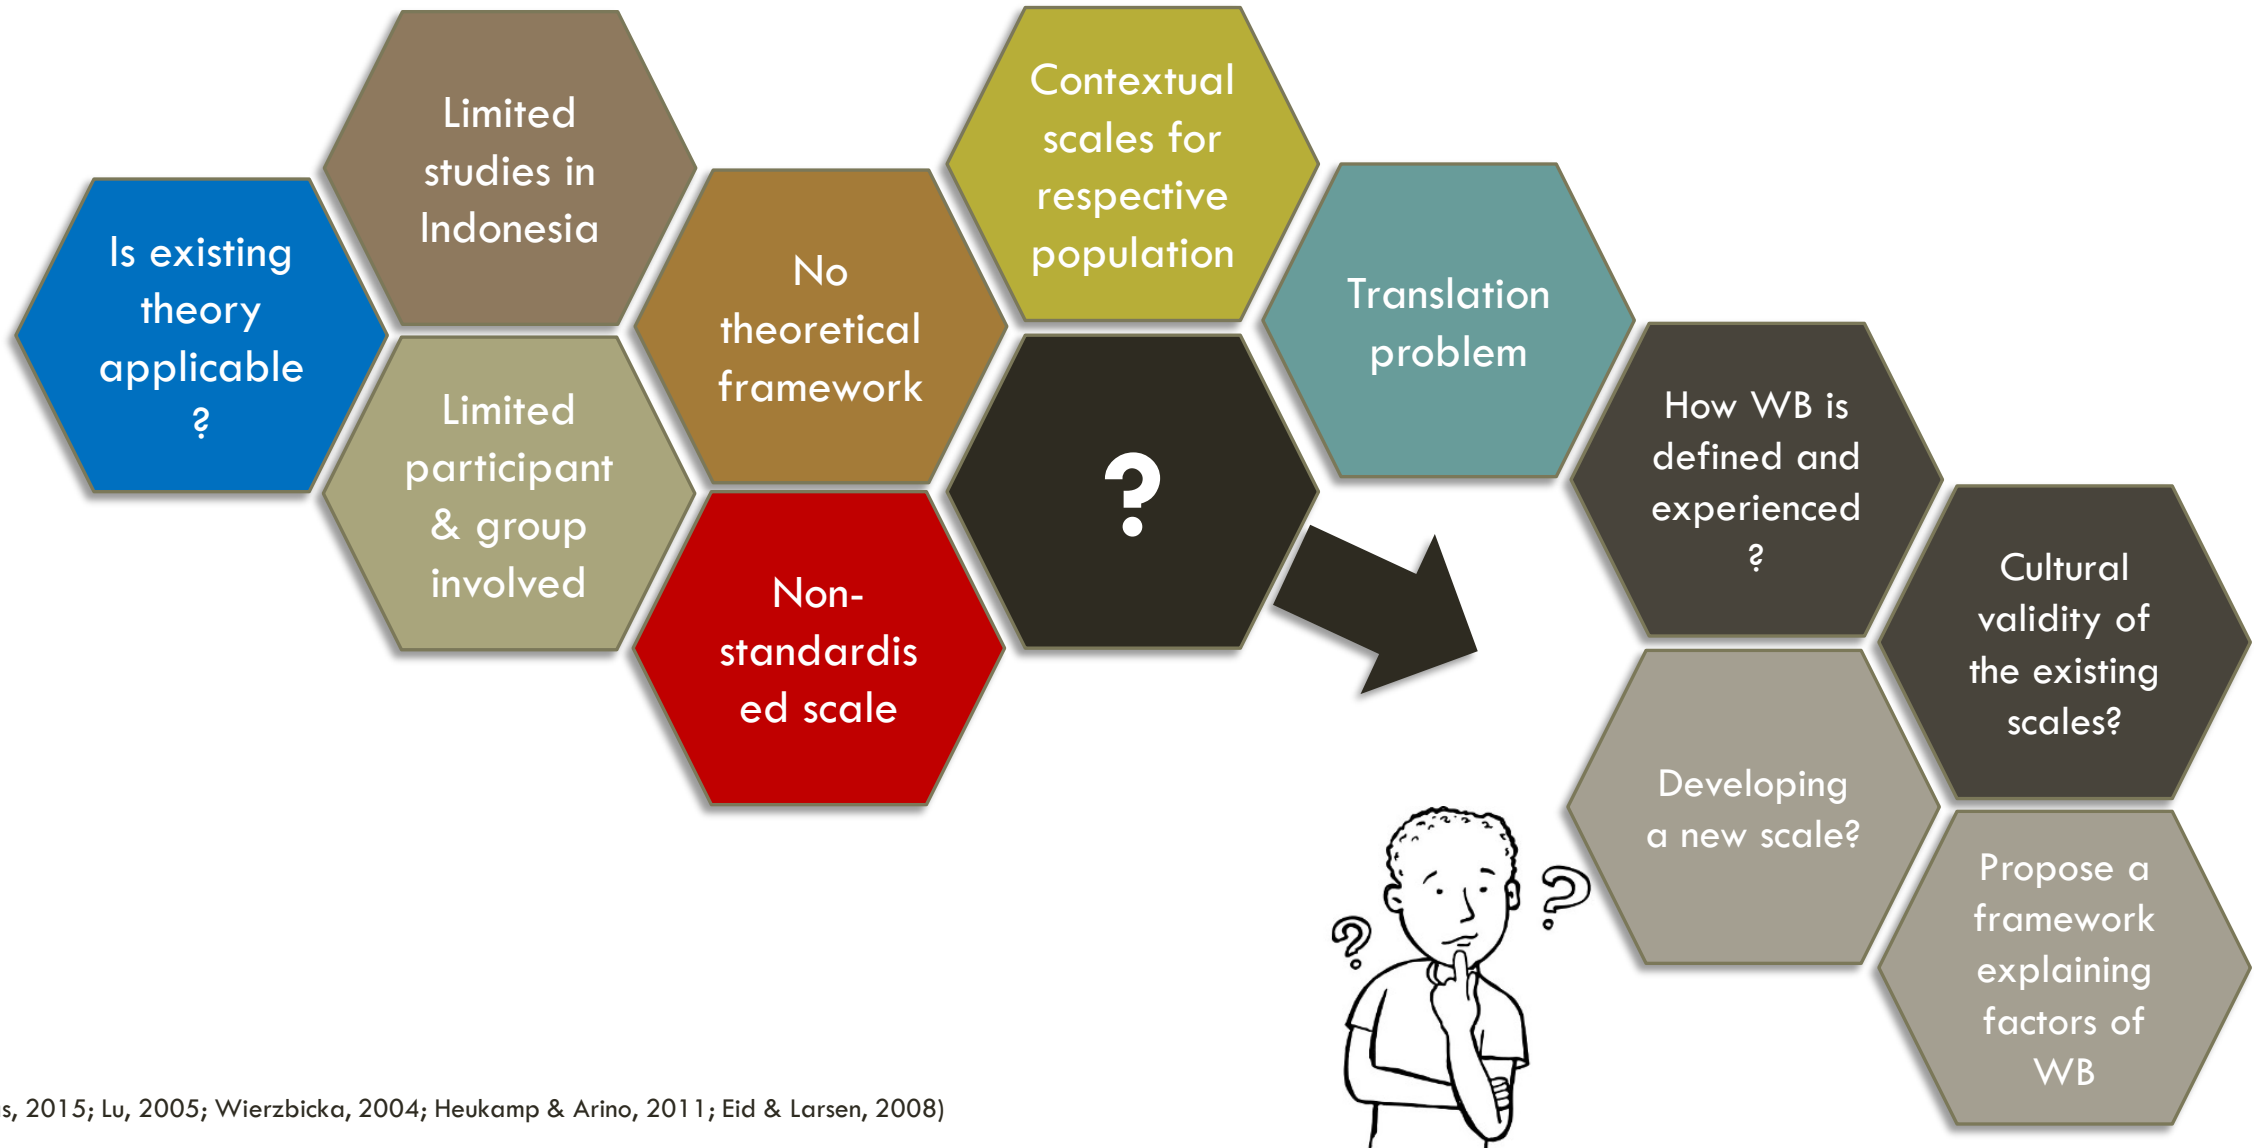 Is existing
theory
applicable
?
Limited
studies in
Indonesia
Limited
participant
& group
involved
No
theoretical
framework
Non-
standardis
ed scale
Contextual
scales for
respective
population
?
Translation
problem
How WB is
defined and
experienced
?
Cultural
validity of
the existing
scales?
Developing
a new scale?
Propose a
framework
explaining
factors of
WB
?
?
2015; Lu, 2005; Wierzbicka, 2004; Heukamp & Arino, 2011; Eid & Larsen, 2008)